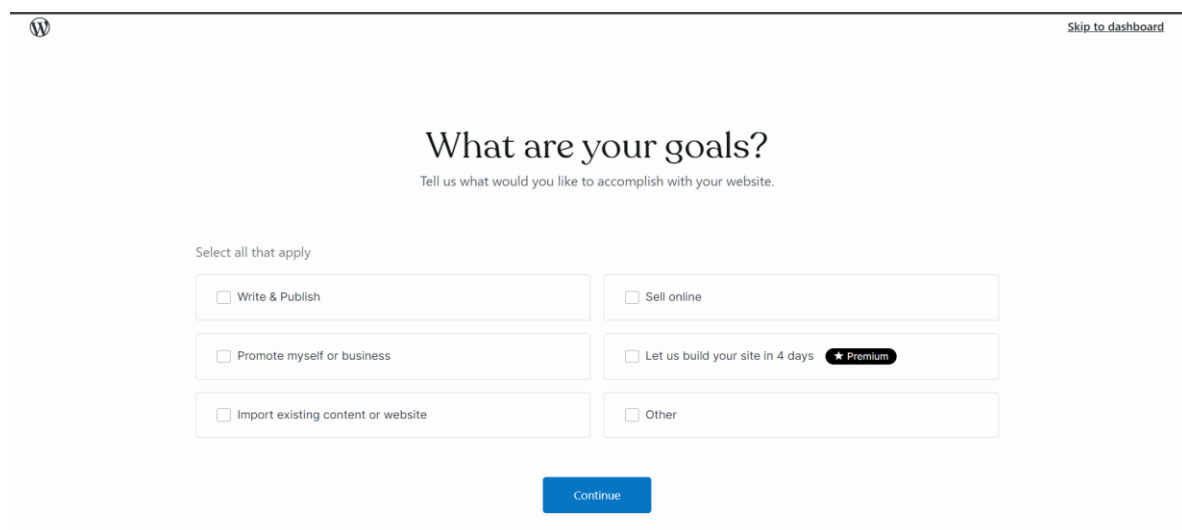 Skip to dashboard
What are your goals?
Tell us what would you like to accomplish with your website.
Select all that apply
Write & Publish
Sell online
Promote myself or business
Let us build your site in 4 days ★ Premium
Import existing content or website
Other
Continue